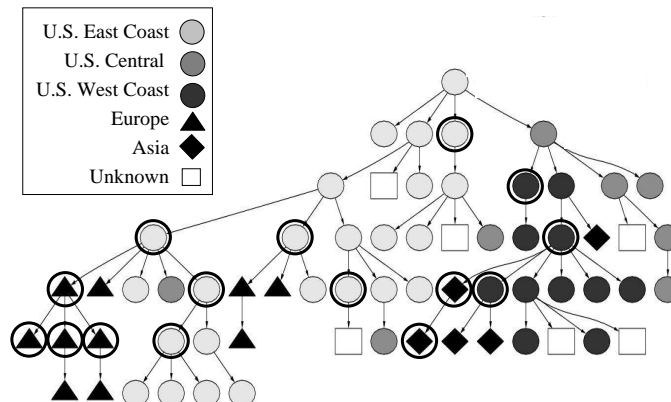 U.S. East Coast
U.S. Central
U.S. West Coast
Europe
Asia
Unknown